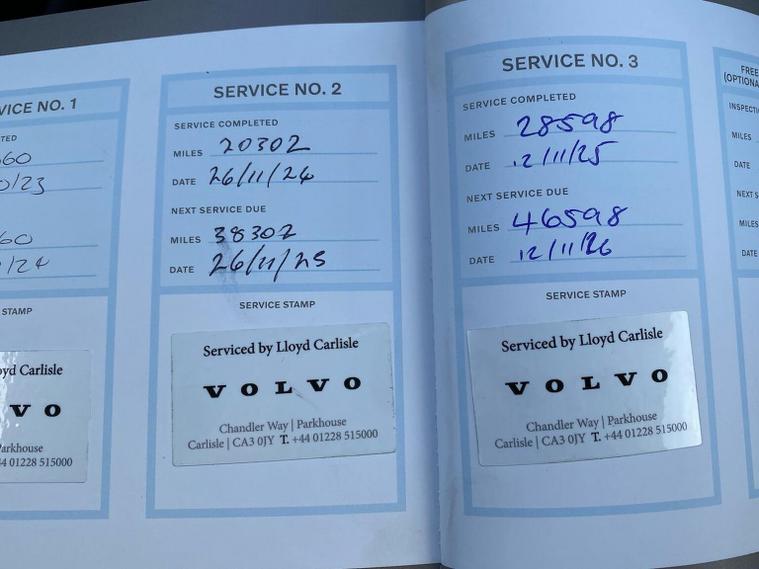 VICE NO. 1
TED
60
0/23
60
/24
STAMP
oyd Carlisle
VO
Parkhouse
44 01228 515000
SERVICE NO. 2
SERVICE COMPLETED
MILES 20302
DATE 26/11/24
NEXT SERVICE DUE
MILES 38302
DATE 26/11/25
SERVICE STAMP
Serviced by Lloyd Carlisle
VOLVO
Chandler Way | Parkhouse
Carlisle | CA3 0JY T. +44 01228 515000
SERVICE NO. 3
SERVICE COMPLETED
MILES 28598
DATE 12/11/25
NEXT SERVICE DUE
MILES 46598
DATE 12/11/26
SERVICE STAMP
Serviced by Lloyd Carlisle
VOLVO
Chandler Way | Parkhouse
Carlisle | CA3 0JY T. +44 01228 515000
FREE
(OPTIONA
INSPECTI
MILES
DATE
NEXT S
MILES
DATE